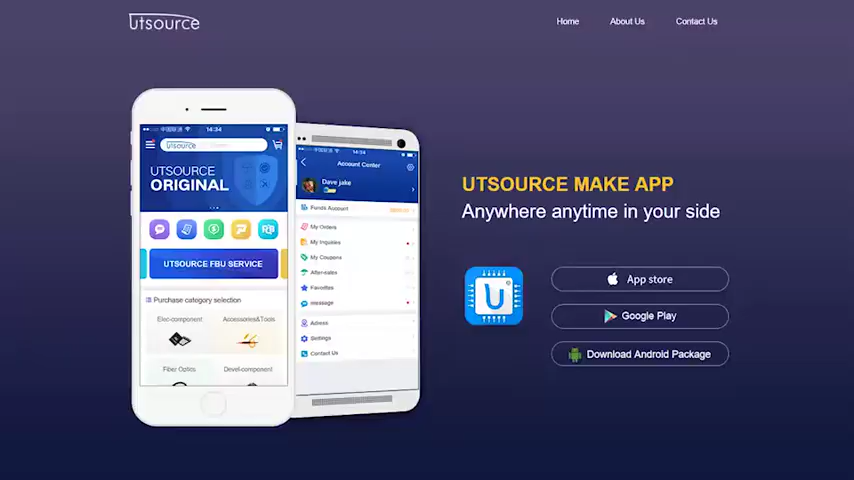 utsource
Home
About Us
Contact Us
14:34
utsource
UTSOURCE
ORIGINAL
UTSOURCE FBU SERVICE
Purchase category selection
Elec-component
Accessories&Tools
Fiber Optics
Devel-component
14:34
Account Center
Dave jake
Funds Account
My Orders
My Inquiries
My Coupons
After-sales
Favorites
message
Adress
Settings
Contact Us
UTSOURCE MAKE APP
Anywhere anytime in your side
App store
Google Play
Download Android Package